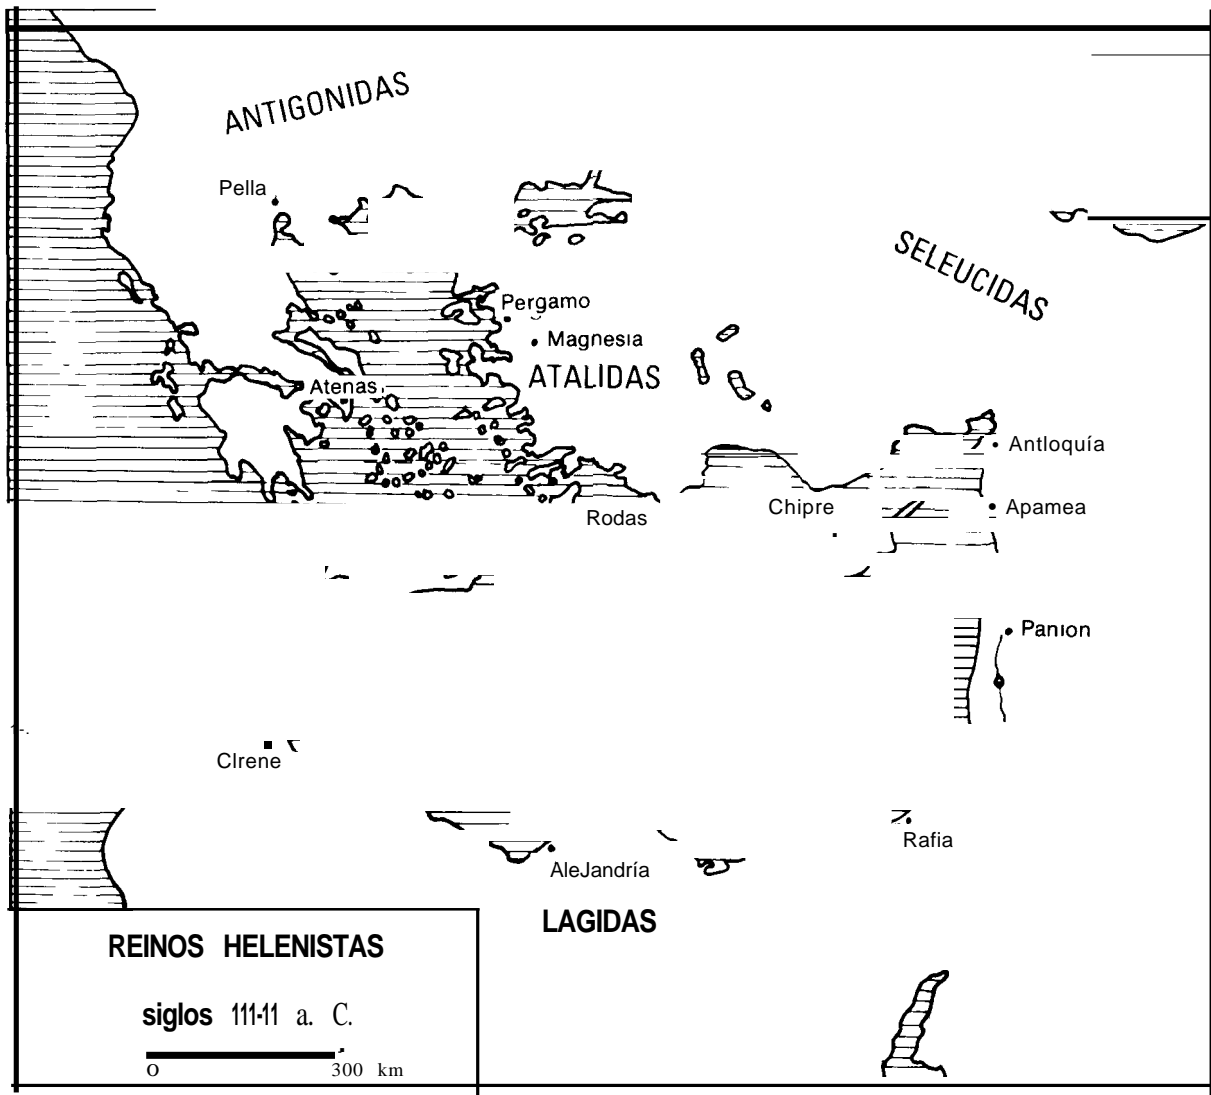 ANTIGONIDAS
Pella
SELEUCIDAS
Pergamo
Magnesia
ATALIDAS
Atenas
Antloquía
Rodas
Chipre
Apamea
Panion
Clrene
Rafia
AleJandría
LAGIDAS
REINOS HELENISTAS
siglos 111-11 a. C.
O 300 km